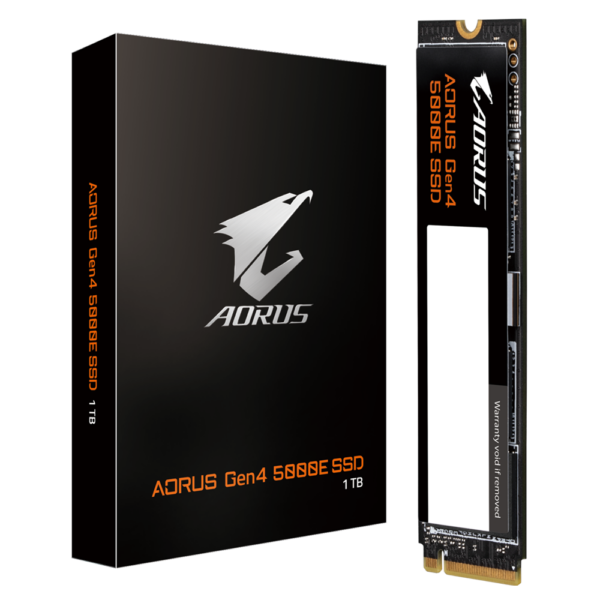 AORUS Gen4 5000E SSD
1 TB
AORUS
AORUS Gen4 5000E SSD
1 TB
AORUS
AORUS Gen4
5000E SSD
Warranty void if removed